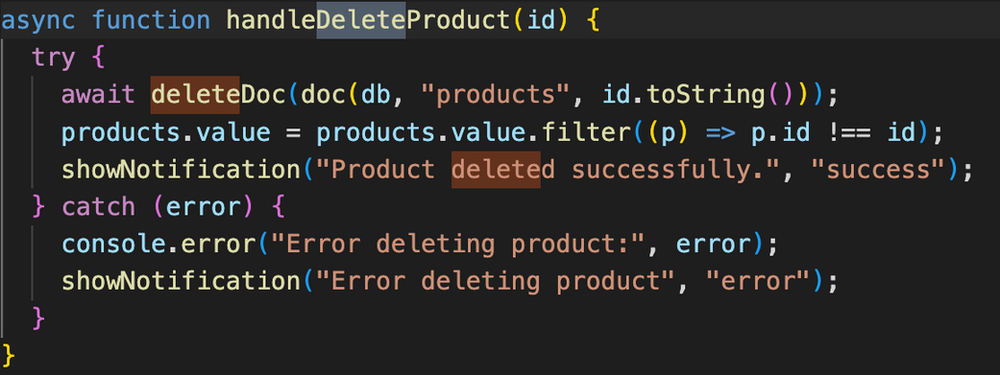 async function handleDeleteProduct(id) {
try {
await deleteDoc(doc(db, "products", id.toString()));
products.value = products.value.filter((p) => p.id !== id);
showNotification("Product deleted successfully.", "success");
} catch (error) {
console.error("Error deleting product:", error);
showNotification("Error deleting product", "error");
}
}